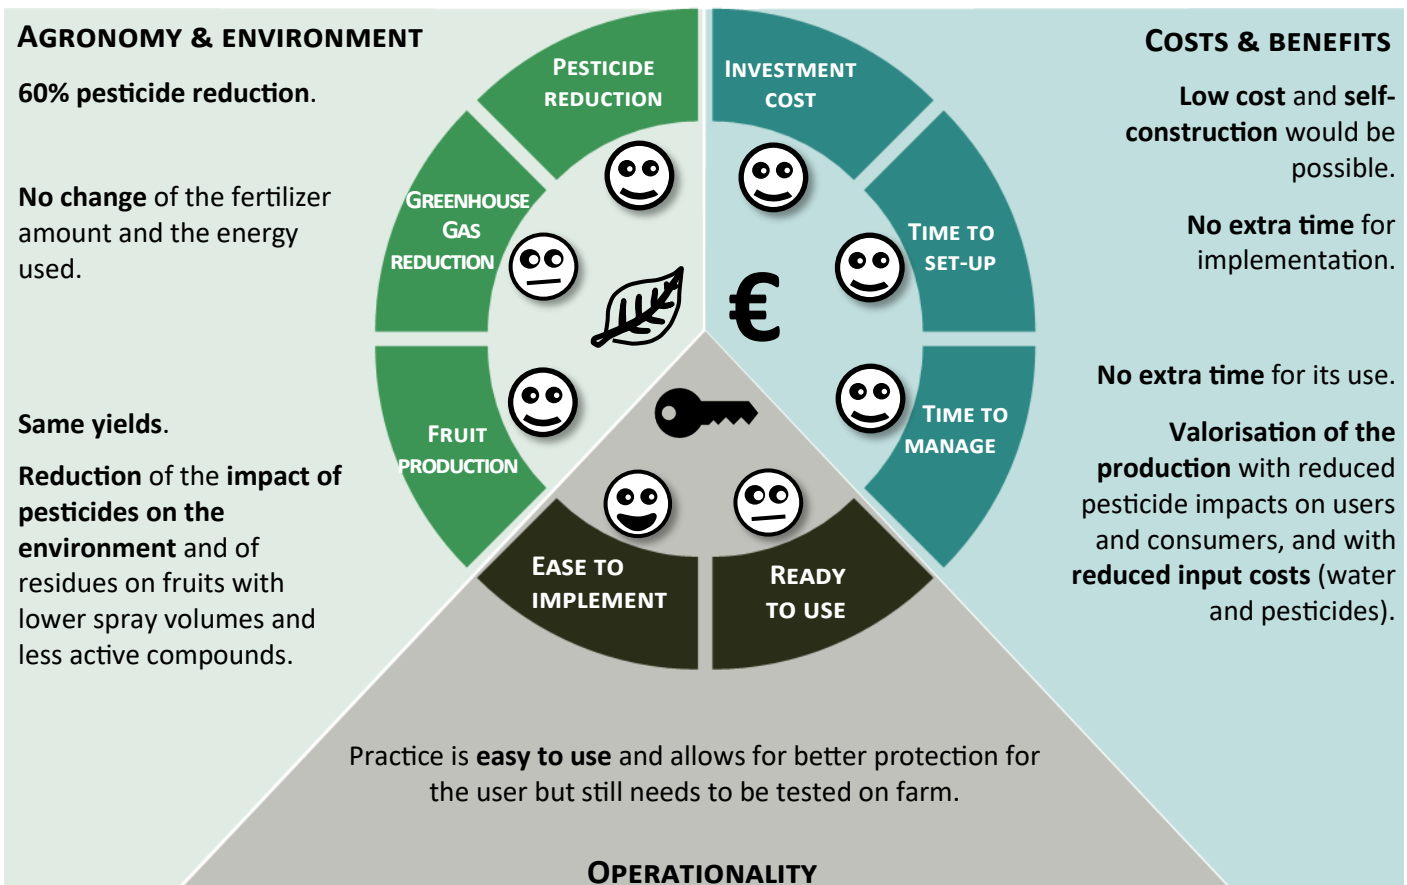 AGRONOMY & ENVIRONMENT
60% pesticide reduction.
No change of the fertilizer
amount and the energy
used.
Same yields.
Reduction of the impact of
pesticides on the
environment and of
residues on fruits with
lower spray volumes and
less active compounds.
PESTICIDE
REDUCTION
GREENHOUSE
GAS
REDUCTION
FRUIT
PRODUCTION
INVESTMENT
COST
TIME TO
SET-UP
TIME TO
MANAGE
€
EASE TO
IMPLEMENT
READY
TO USE
COSTS & BENEFITS
Low cost and self-
construction would be
possible.
No extra time for
implementation.
No extra time for its use.
Valorisation of the
production with reduced
pesticide impacts on users
and consumers, and with
reduced input costs (water
and pesticides).
Practice is easy to use and allows for better protection for
the user but still needs to be tested on farm.
OPERATIONALITY